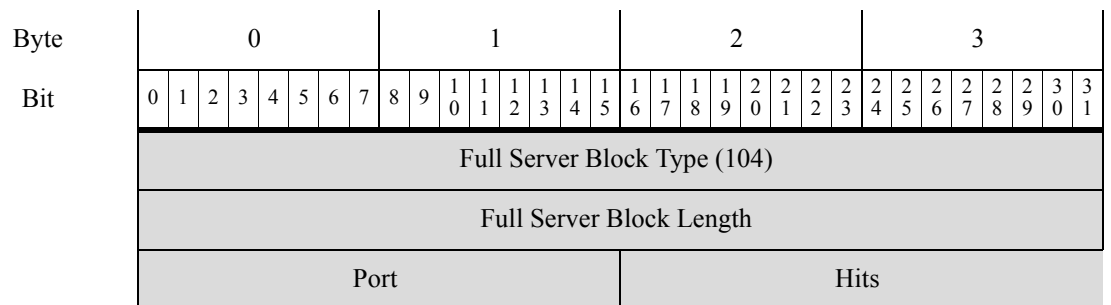 Byte 0 1 2 3
Bit 0 1 2 3 4 5 6 7 8 9 10 11 12 13 14 15 16 17 18 19 20 21 22 23 24 25 26 27 28 29 30 31
Full Server Block Type (104)
Full Server Block Length
Port Hits